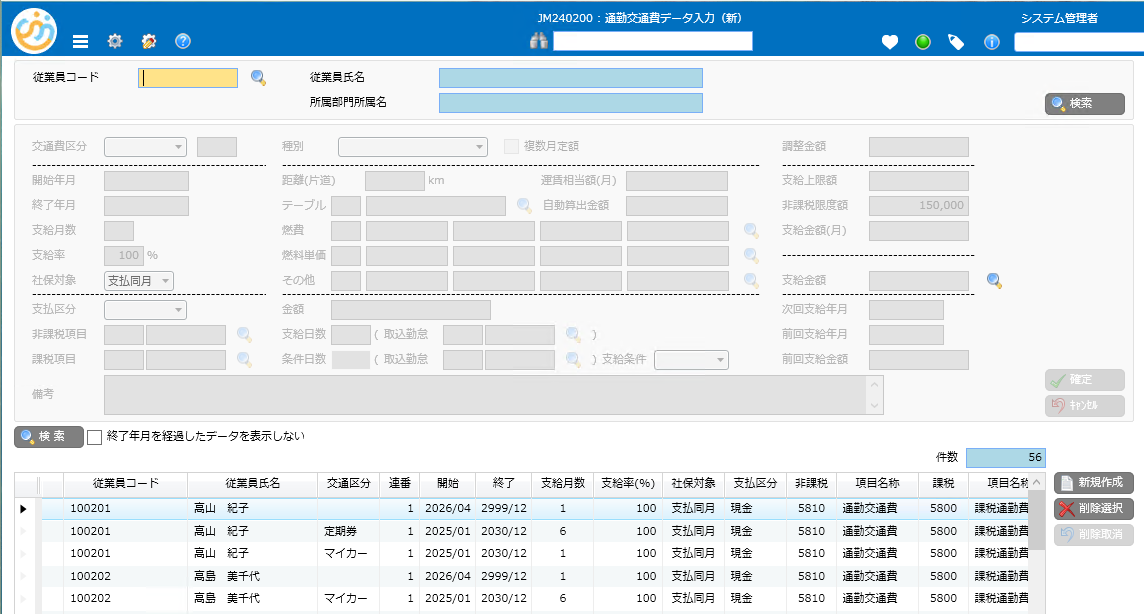 JM240200：通勤交通費データ入力（新）
システム管理者
従業員コード
従業員氏名
所属部門所属名
検索
交通費区分 種別 複数月定額 調整金額
開始年月 距離(片道) km 運賃相当額(月) 支給上限額
終了年月 テーブル 自動算出金額 非課税限度額 150,000
支給月数 燃費 支給金額(月)
支給率 100 % 燃料単価
社保対象 支払同月 その他 支給金額
支払区分 金額 次回支給年月
非課税項目 支給日数 ( 取込勤怠 ) 前回支給年月
課税項目 条件日数 ( 取込勤怠 ) 支給条件 前回支給金額
備考
確定
ｷｬﾝｾﾙ
検 索 終了年月を経過したデータを表示しない
件数 56
従業員コード 従業員氏名 交通費区分 連番 開始 終了 支給月数 支給率(%) 社保対象 支払区分 非課税 項目名称 課税 項目名称
100201 高山　紀子 1 2026/04 2999/12 1 100 支払同月 現金 5810 通勤交通費 5800 課税通勤費
100201 高山　紀子 定期券 1 2025/01 2030/12 6 100 支払同月 現金 5810 通勤交通費 5800 課税通勤費
100201 高山　紀子 マイカー 1 2025/01 2030/12 1 100 支払同月 現金 5810 通勤交通費 5800 課税通勤費
100202 高島　美千代 1 2026/04 2999/12 1 100 支払同月 現金 5810 通勤交通費 5800 課税通勤費
100202 高島　美千代 マイカー 1 2025/01 2030/12 6 100 支払同月 現金 5810 通勤交通費 5800 課税通勤費
新規作成
削除選択
削除取消